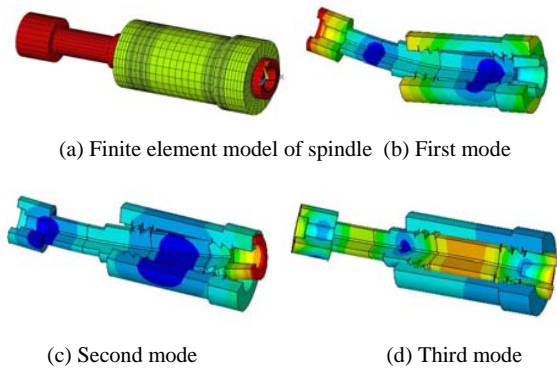 (a) Finite element model of spindle (b) First mode
(c) Second mode (d) Third mode